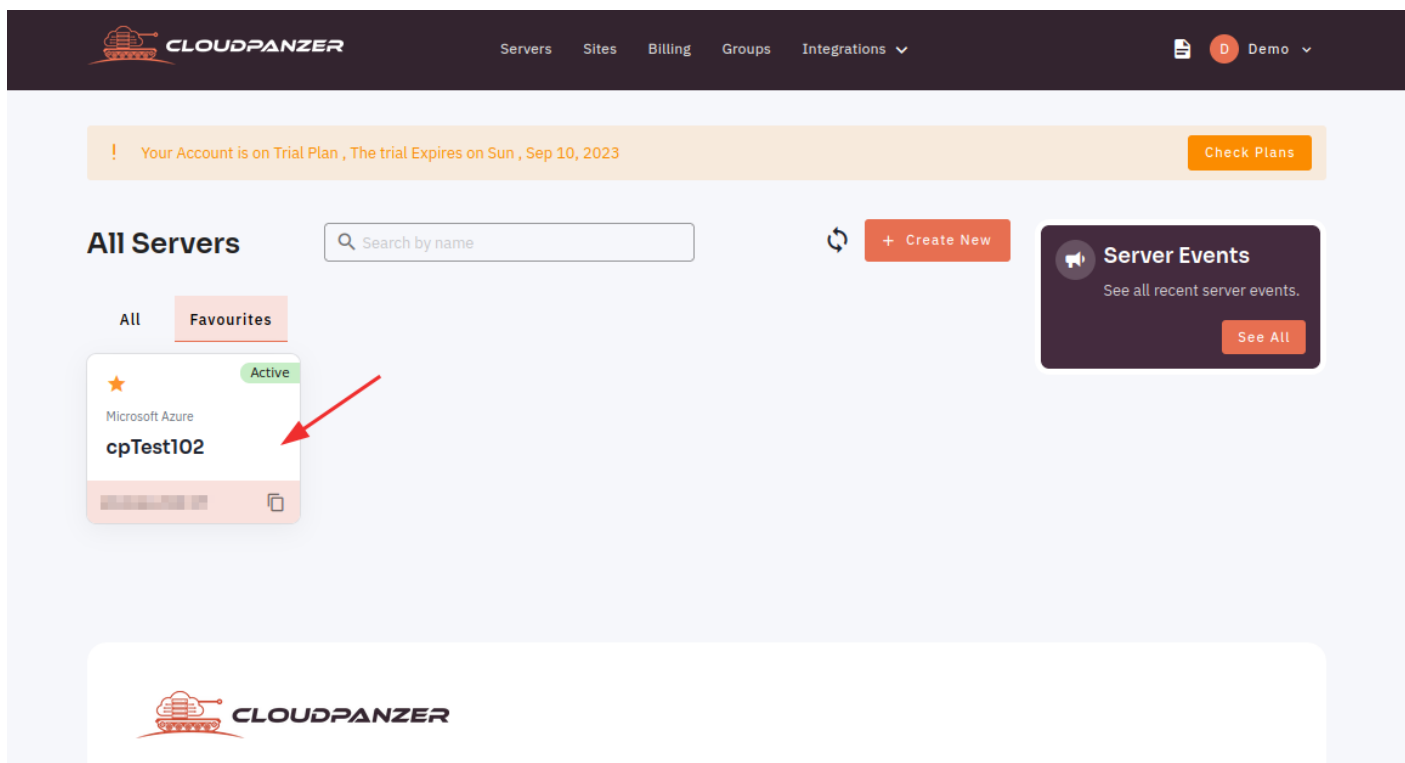 CLOUDPANZER
Servers Sites Billing Groups Integrations
D Demo
! Your Account is on Trial Plan , The trial Expires on Sun , Sep 10, 2023
Check Plans
All Servers
Search by name
+ Create New
Server Events
See all recent server events.
See All
All Favourites
Active
Microsoft Azure
cpTest102
CLOUDPANZER